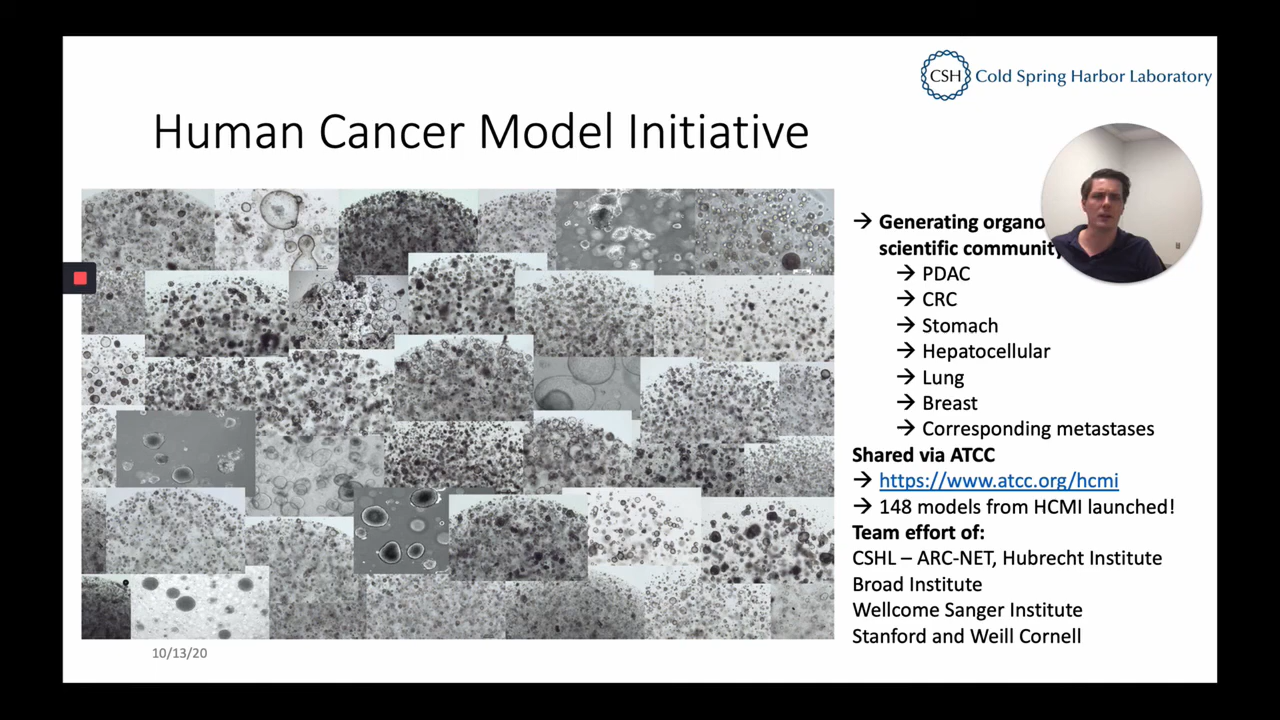 CSH Cold Spring Harbor Laboratory
Human Cancer Model Initiative
→ Generating
scientific community
→ PDAC
→ CRC
→ Stomach
→ Hepatocellular
→ Lung
→ Breast
→ Corresponding metastases
Shared via ATCC
→ https://www.atcc.org/hcmi
→ 148 models from HCMI launched!
Team effort of:
CSHL – ARC-NET, Hubrecht Institute
Broad Institute
Wellcome Sanger Institute
Stanford and Weill Cornell
10/13/20